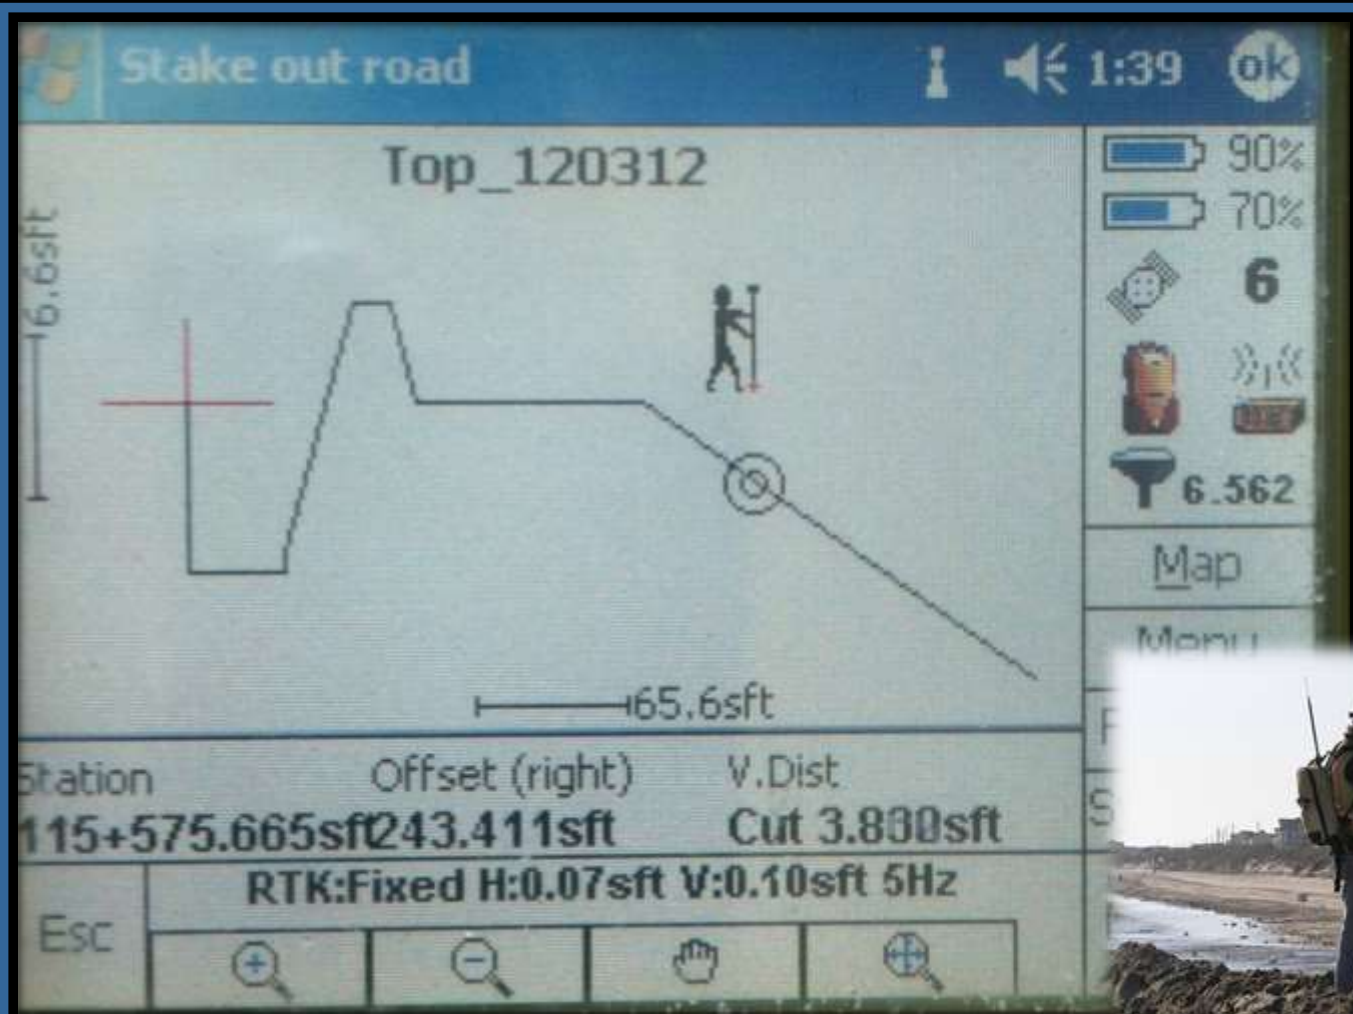 Stake out road 1:39 ok
Top_120312
90%
70%
6
6.6sft
6.562
Map
Menu
65.6sft
Station Offset (right) V.Dist
115+575.665sft 243.411sft Cut 3.830sft
RTK:Fixed H:0.07sft V:0.10sft 5Hz
Esc